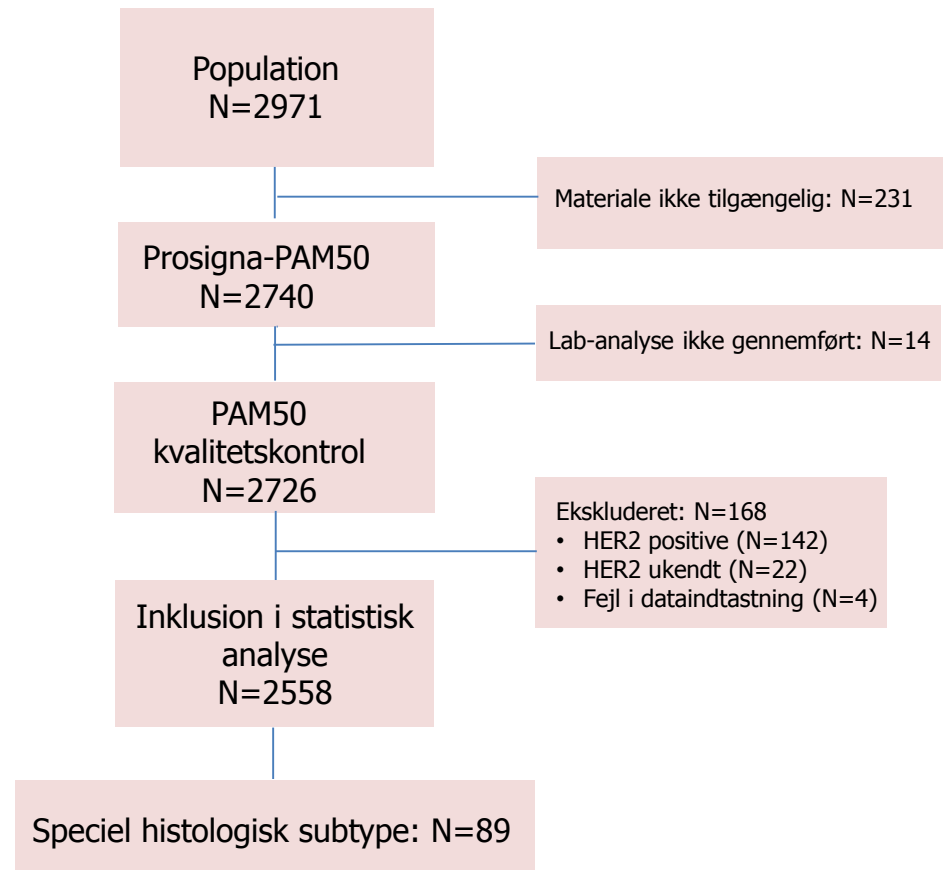 Population
N=2971
Materiale ikke tilgængelig: N=231
Prosigna-PAM50
N=2740
Lab-analyse ikke gennemført: N=14
PAM50
kvalitetskontrol
N=2726
Ekskluderet: N=168
• HER2 positive (N=142)
• HER2 ukendt (N=22)
• Fejl i dataindtastning (N=4)
Inklusion i statistisk
analyse
N=2558
Speciel histologisk subtype: N=89